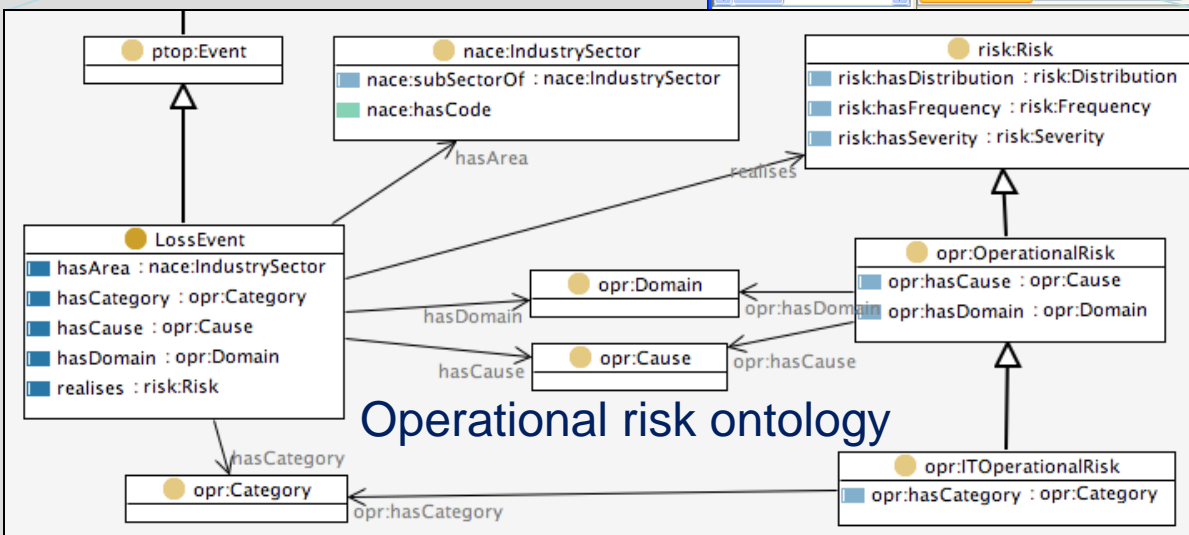 ptop:Event
nace:IndustrySector
nace:subSectorOf : nace:IndustrySector
nace:hasCode
risk:Risk
risk:hasDistribution : risk:Distribution
risk:hasFrequency : risk:Frequency
risk:hasSeverity : risk:Severity
hasArea
realises
LossEvent
hasArea : nace:IndustrySector
hasCategory : opr:Category
hasCause : opr:Cause
hasDomain : opr:Domain
realises : risk:Risk
opr:Domain
hasDomain
opr:hasDomain
opr:OperationalRisk
opr:hasCause : opr:Cause
opr:hasDomain : opr:Domain
opr:Cause
hasCause
opr:hasCause
Operational risk ontology
hasCategory
opr:Category
opr:hasCategory
opr:ITOperationalRisk
opr:hasCategory : opr:Category